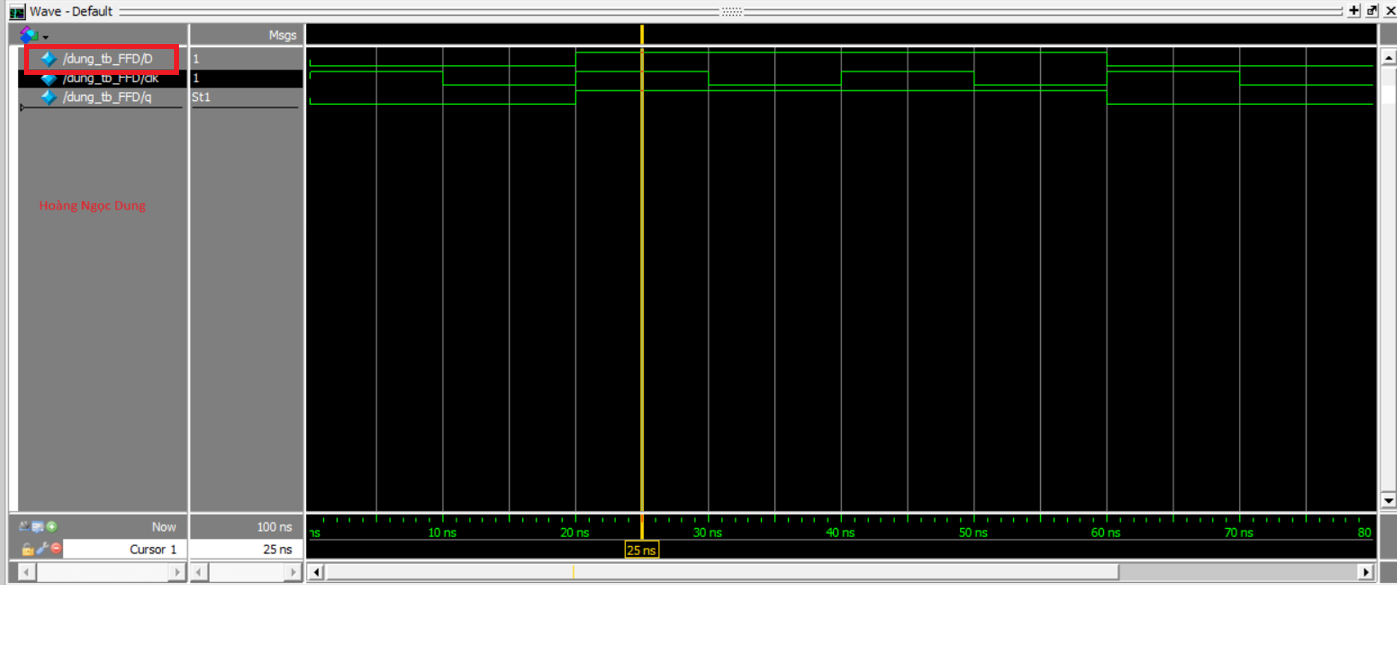 Wave - Default
Msgs
/dung_tb_FFD/D 1
/dung_tb_FFD/clk 1
/dung_tb_FFD/q St1
Hoàng Ngọc Dung
Now 100 ns
ns 10 ns 20 ns 30 ns 40 ns 50 ns 60 ns 70 ns 80
Cursor 1 25 ns
25 ns